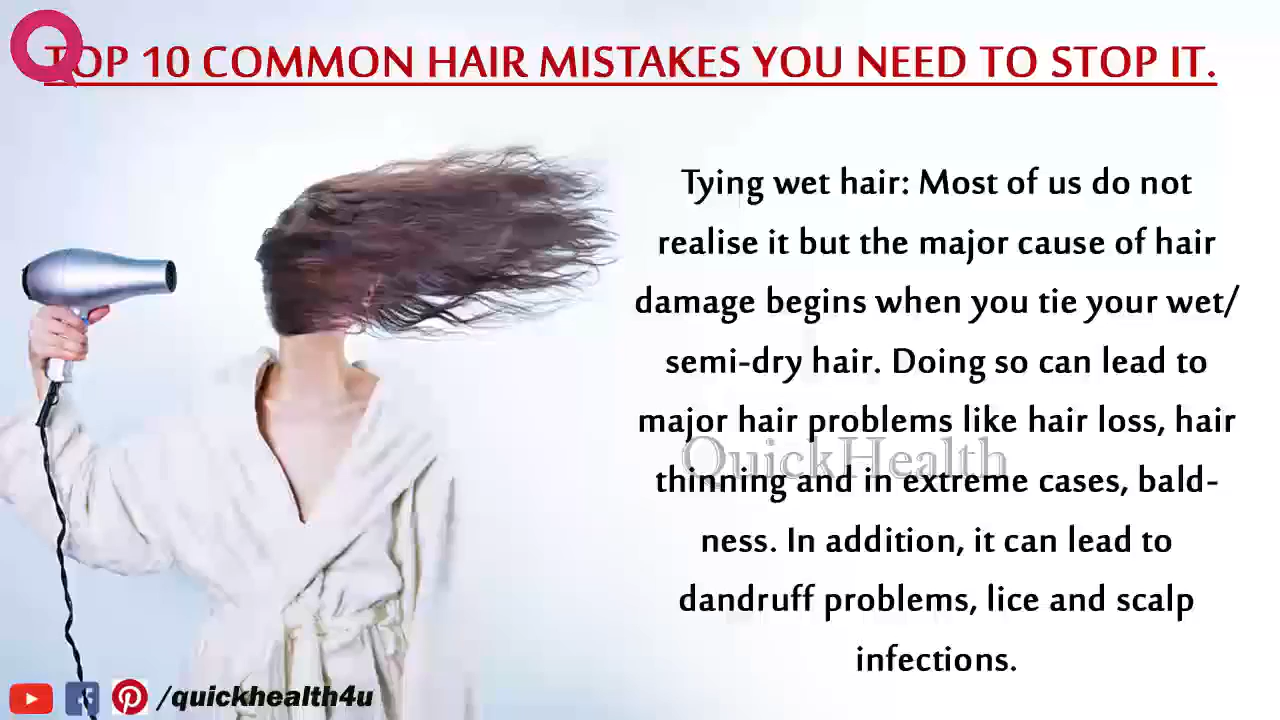 TOP 10 COMMON HAIR MISTAKES YOU NEED TO STOP IT.
Tying wet hair: Most of us do not
realise it but the major cause of hair
damage begins when you tie your wet/
semi-dry hair. Doing so can lead to
major hair problems like hair loss, hair
QuickHealth
thinning and in extreme cases, bald-
ness. In addition, it can lead to
dandruff problems, lice and scalp
infections.
/quickhealth4u